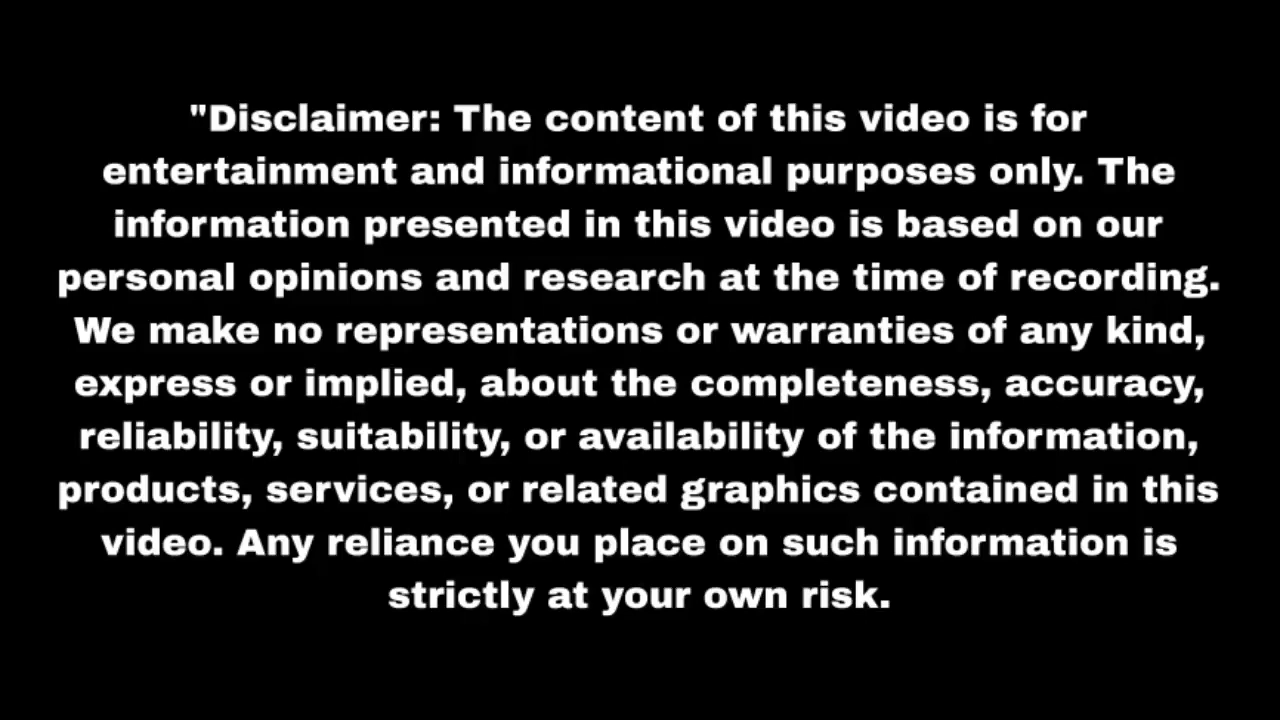 "Disclaimer: The content of this video is for
entertainment and informational purposes only. The
information presented in this video is based on our
personal opinions and research at the time of recording.
We make no representations or warranties of any kind,
express or implied, about the completeness, accuracy,
reliability, suitability, or availability of the information,
products, services, or related graphics contained in this
video. Any reliance you place on such information is
strictly at your own risk.